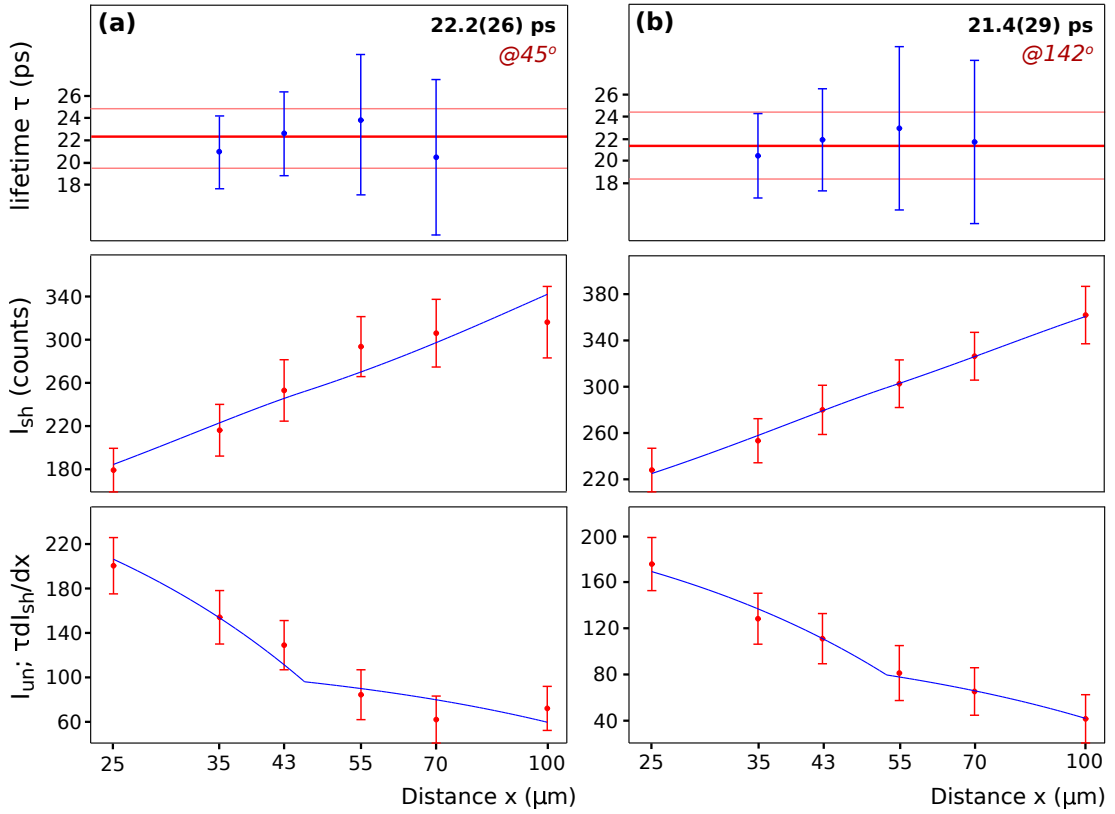 (a)
22.2(26) ps
@45°
lifetime τ (ps)
26
24
22
20
18
(b)
21.4(29) ps
@142°
26
24
22
20
18
I_sh (counts)
340
300
260
220
180
380
340
300
260
220
I_un; τdI_sh/dx
220
180
140
100
60
200
160
120
80
40
25 35 43 55 70 100
Distance x (μm)
25 35 43 55 70 100
Distance x (μm)